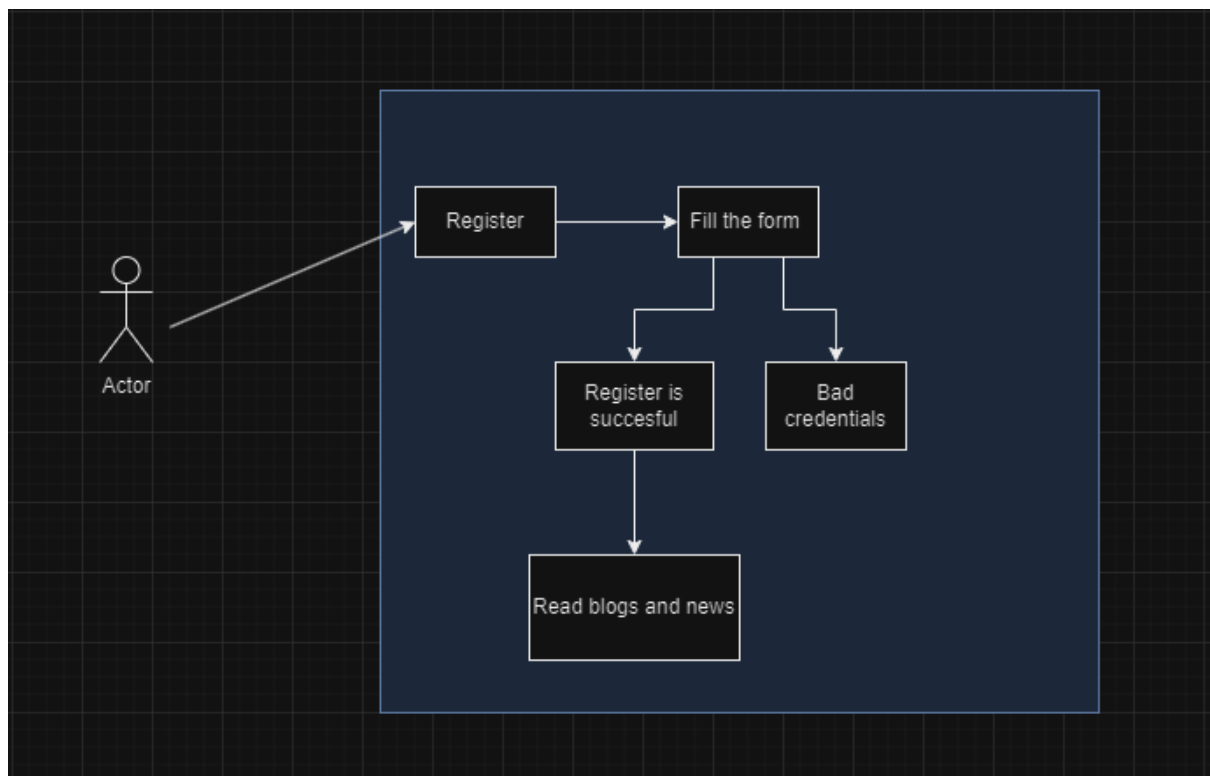 Register
Fill the form
Actor
Register is
succesful
Bad
credentials
Read blogs and news